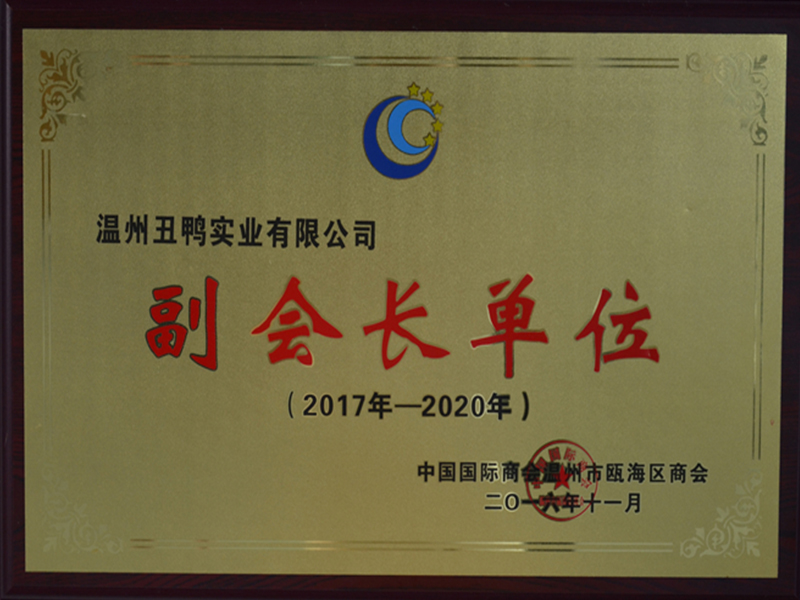 温州丑鸭实业有限公司
副会长单位
(2017年—2020年)
中国国际商会温州市瓯海区商会
二〇一六年十一月